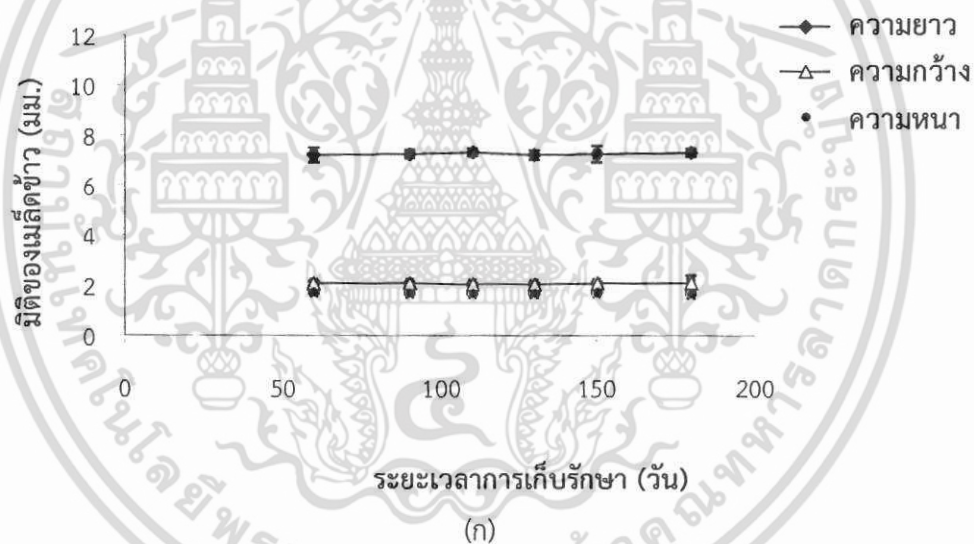 ความยาว
ความกว้าง
ความหนา
มิติของเมล็ดข้าว (มม.)
12
10
8
6
4
2
0
0 50 100 150 200
ระยะเวลาการเก็บรักษา (วัน)
(ก)